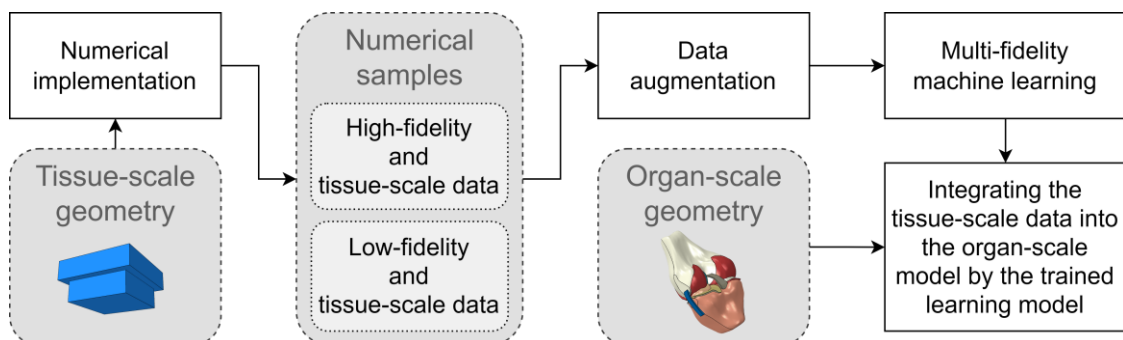 Numerical
implementation
Tissue-scale
geometry
Numerical
samples
High-fidelity
and
tissue-scale data
Low-fidelity
and
tissue-scale data
Data
augmentation
Multi-fidelity
machine learning
Organ-scale
geometry
Integrating the
tissue-scale data into
the organ-scale
model by the trained
learning model